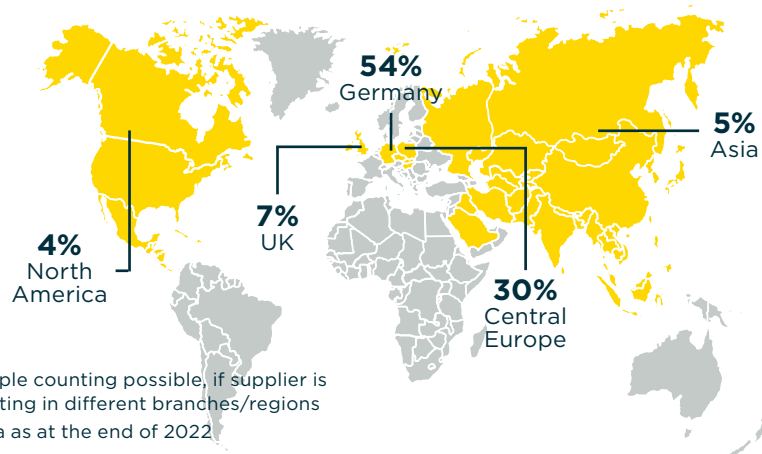 54%
Germany
5%
Asia
7%
UK
4%
North
America
30%
Central
Europe
ple counting possible, if supplier is
ting in different branches/regions
a as at the end of 2022